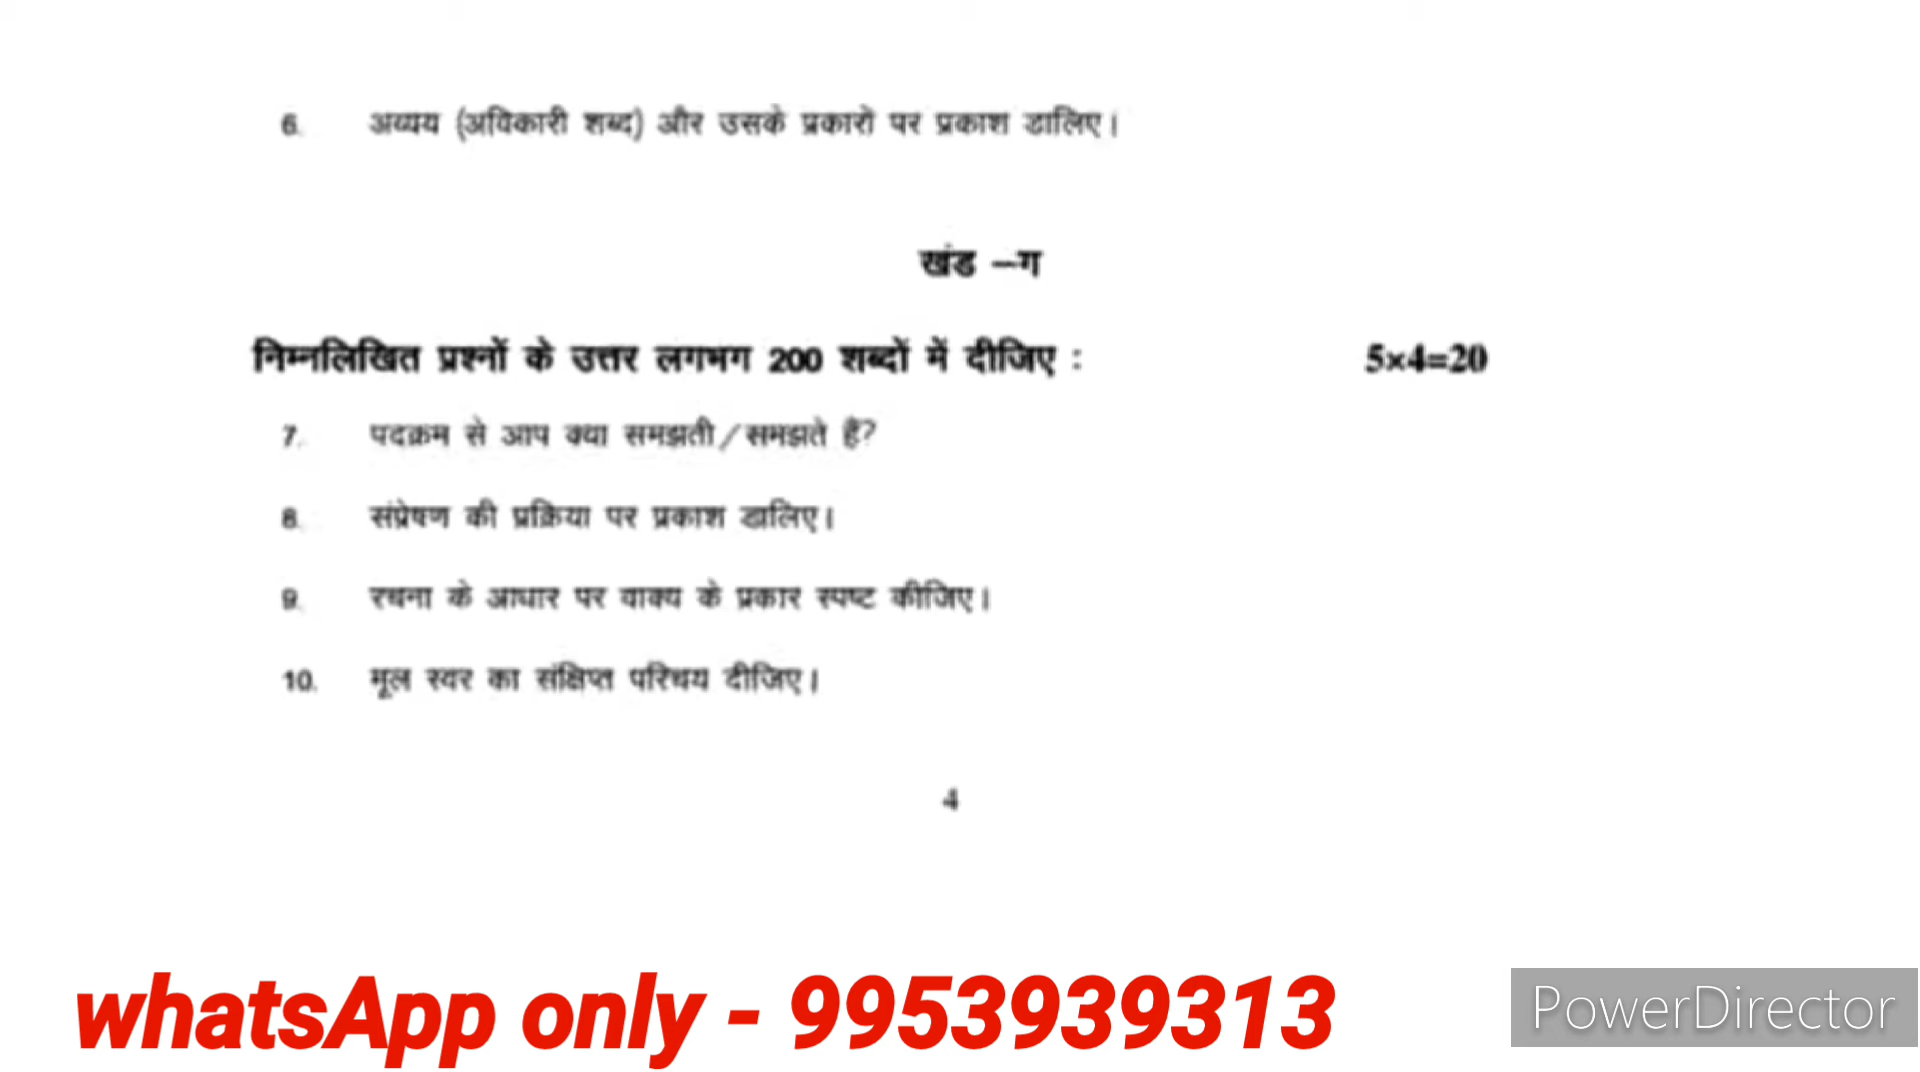 6. अव्यय (अविकारी शब्द) और उसके प्रकारों पर प्रकाश डालिए।
खंड –ग
निम्नलिखित प्रश्नों के उत्तर लगभग 200 शब्दों में दीजिए : 5×4=20
7. पदक्रम से आप क्या समझती/समझते हैं?
8. संप्रेषण की प्रक्रिया पर प्रकाश डालिए।
9. रचना के आधार पर वाक्य के प्रकार स्पष्ट कीजिए।
10. मूल स्वर का संक्षिप्त परिचय दीजिए।
4
whatsApp only - 9953939313
PowerDirector